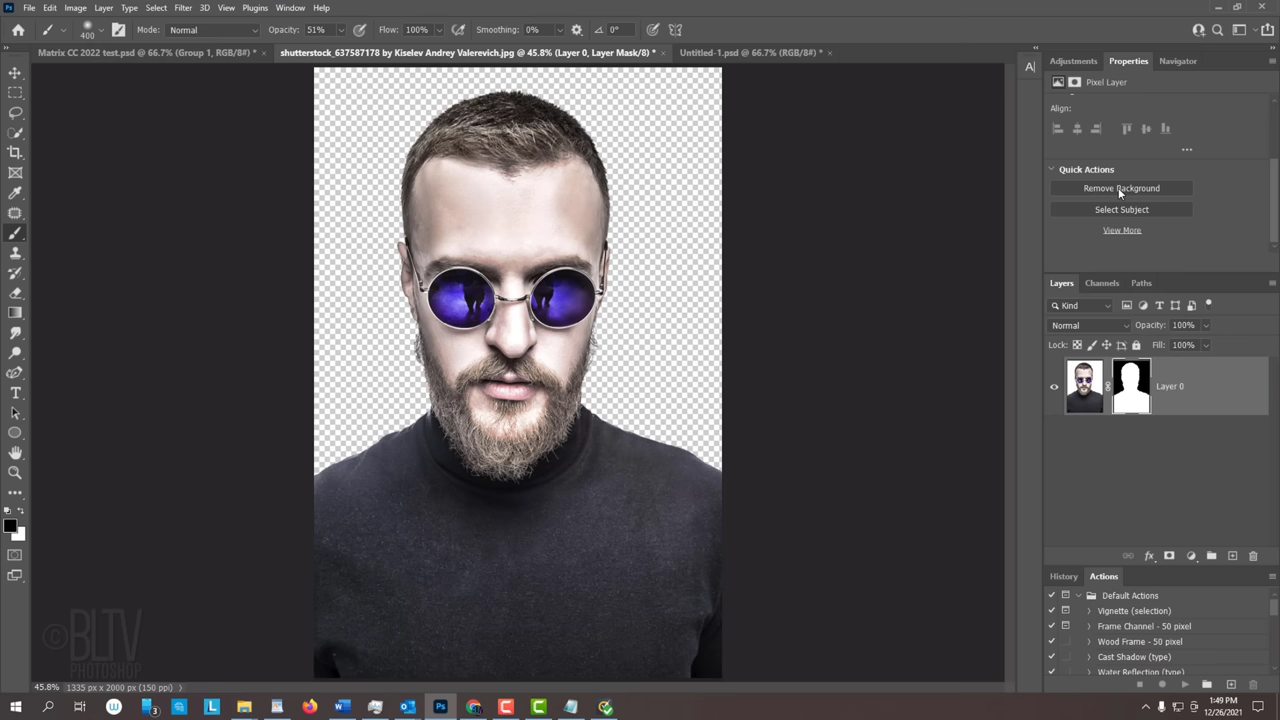 Ps File Edit Image Layer Type Select Filter 3D View Plugins Window Help
400 Mode: Normal Opacity: 51% Flow: 100% Smoothing: 0% 0°
Matrix CC 2022 test.psd @ 66.7% (Group 1, RGB/8#) * × shutterstock_637587178 by Kiselev Andrey Valerevich.jpg @ 45.8% (Layer 0, Layer Mask/8) * × Untitled-1.psd @ 66.7% (RGB/8#) * ×
A Adjustments Properties Navigator
Pixel Layer
Align:
Quick Actions
Remove Background
Select Subject
View More
Layers Channels Paths
Kind
Normal Opacity: 100%
Lock: Fill: 100%
Layer 0
fx
History Actions
Default Actions
Vignette (selection)
Frame Channel - 50 pixel
Wood Frame - 50 pixel
Cast Shadow (type)
Water Reflection (type)
©BLTV
PHOTOSHOP
45.8% 1335 px x 2000 px (150 ppi)
1:49 PM
12/26/2021